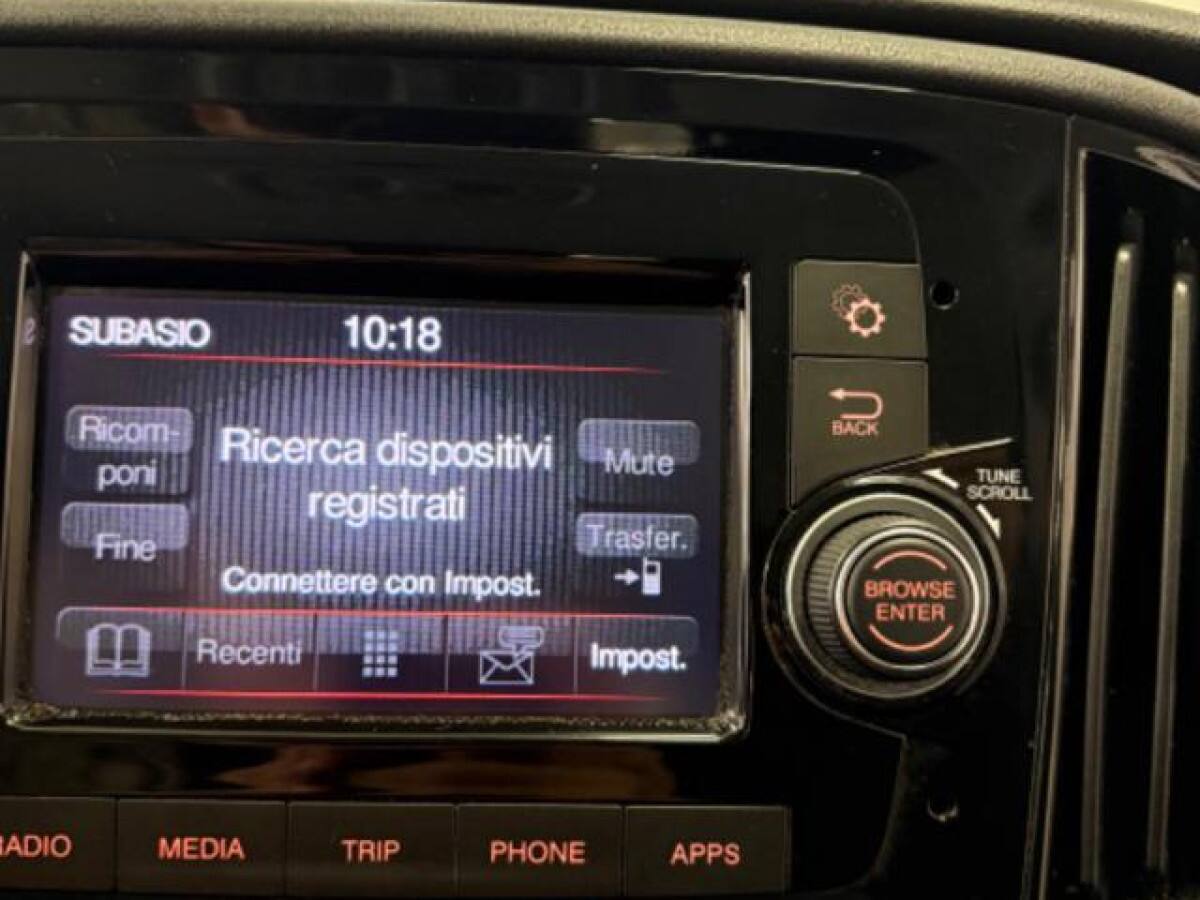 SUBASIO 10:18
Ricom-
poni
Ricerca dispositivi
registrati
Mute
Fine
Trasfer.
Connettere con Impost.
Recenti
Impost.
BACK
TUNE
SCROLL
BROWSE
ENTER
RADIO MEDIA TRIP PHONE APPS